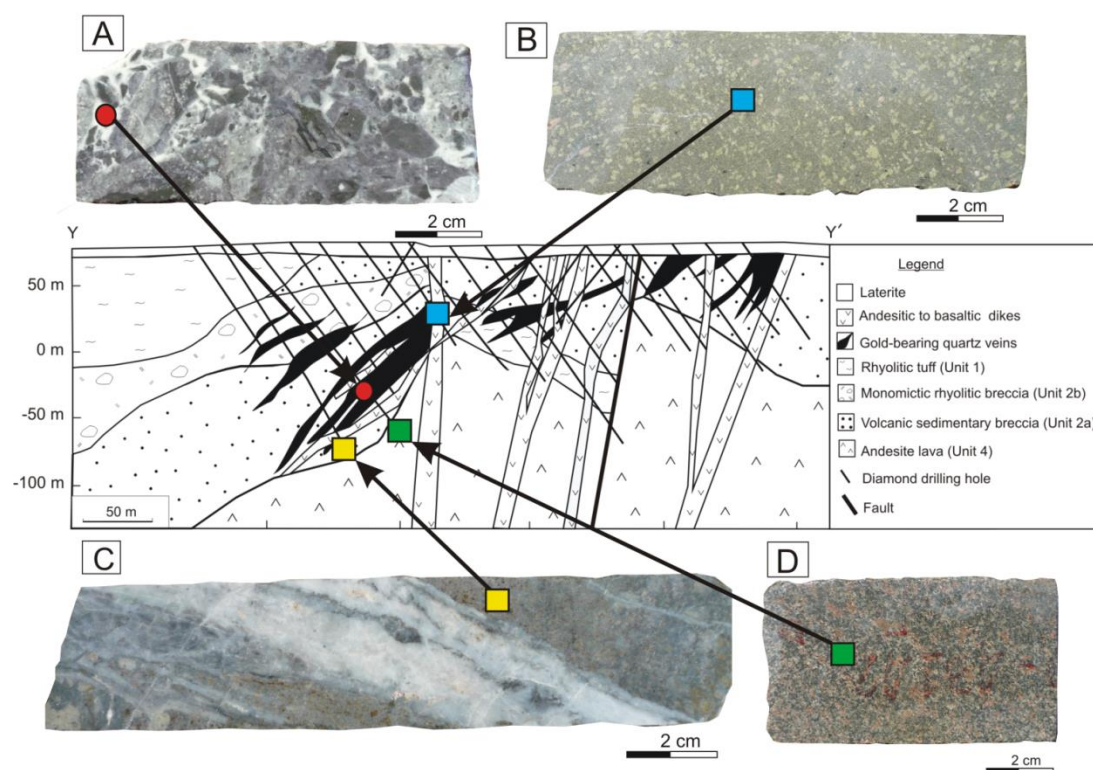 A
B
2 cm
2 cm
Y
Y´
50 m
0 m
-50 m
-100 m
50 m
Legend
Laterite
Andesitic to basaltic dikes
Gold-bearing quartz veins
Rhyolitic tuff (Unit 1)
Monomictic rhyolitic breccia (Unit 2b)
Volcanic sedimentary breccia (Unit 2a)
Andesite lava (Unit 4)
Diamond drilling hole
Fault
C
D
2 cm
2 cm